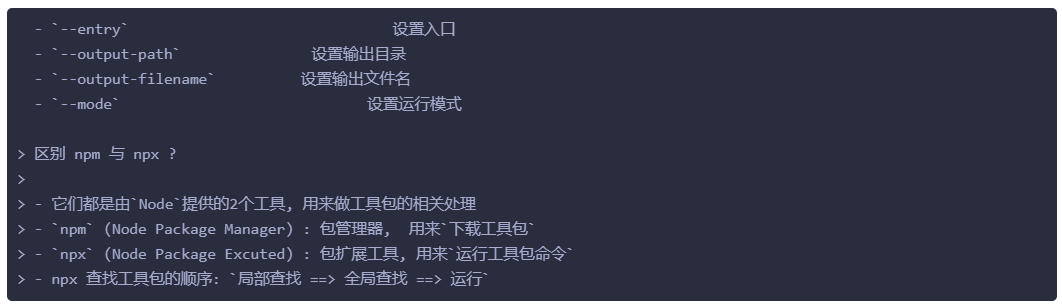 - `--entry` 设置入口
- `--output-path` 设置输出目录
- `--output-filename` 设置输出文件名
- `--mode` 设置运行模式
> 区别 npm 与 npx ?
>
> - 它们都是由`Node`提供的2个工具, 用来做工具包的相关处理
> - `npm` (Node Package Manager) : 包管理器, 用来`下载工具包`
> - `npx` (Node Package Excuted) : 包扩展工具, 用来`运行工具包命令`
> - npx 查找工具包的顺序: `局部查找 ==> 全局查找 ==> 运行`